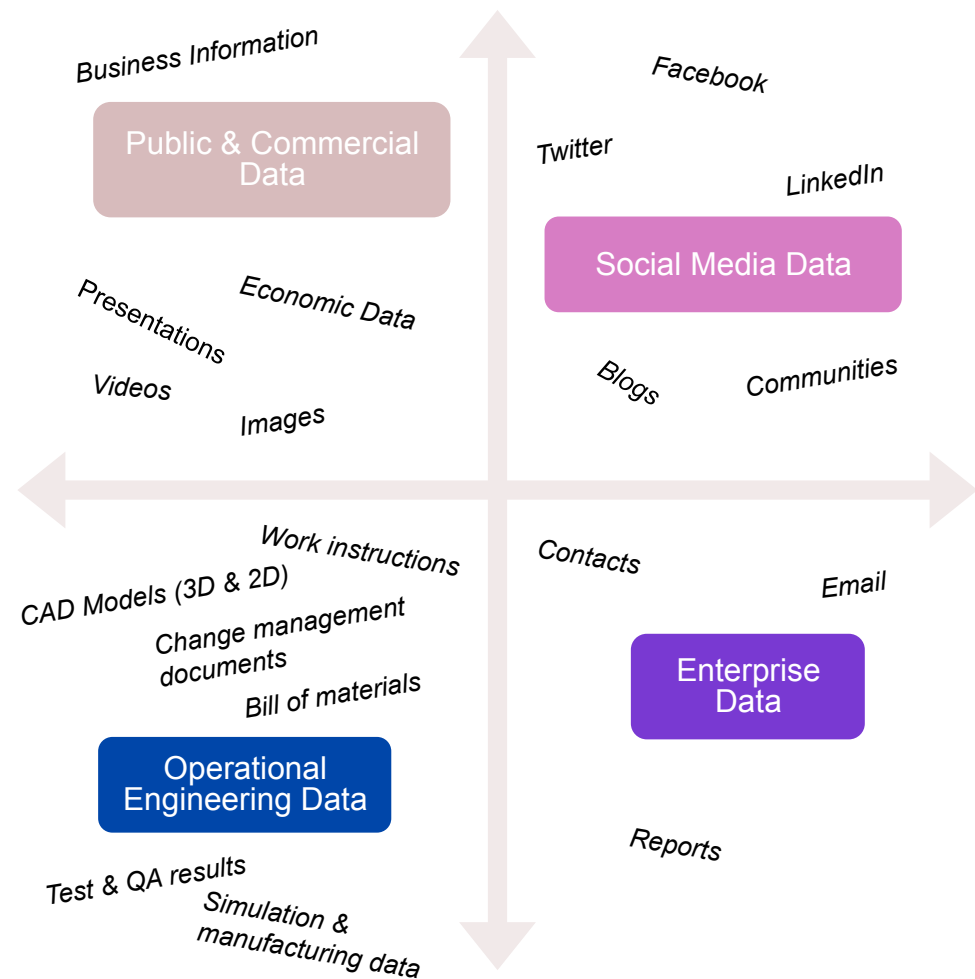 Business Information
Public & Commercial
Data
Presentations
Economic Data
Videos
Images
Facebook
Twitter
LinkedIn
Social Media Data
Blogs
Communities
Work instructions
CAD Models (3D & 2D)
Change management
documents
Bill of materials
Operational
Engineering Data
Test & QA results
Simulation &
manufacturing data
Contacts
Email
Enterprise
Data
Reports